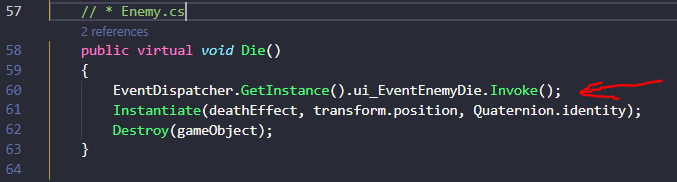 57 // * Enemy.cs
2 references
58 public virtual void Die()
59 {
60 EventDispatcher.GetInstance().ui_EventEnemyDie.Invoke();
61 Instantiate(deathEffect, transform.position, Quaternion.identity);
62 Destroy(gameObject);
63 }
64